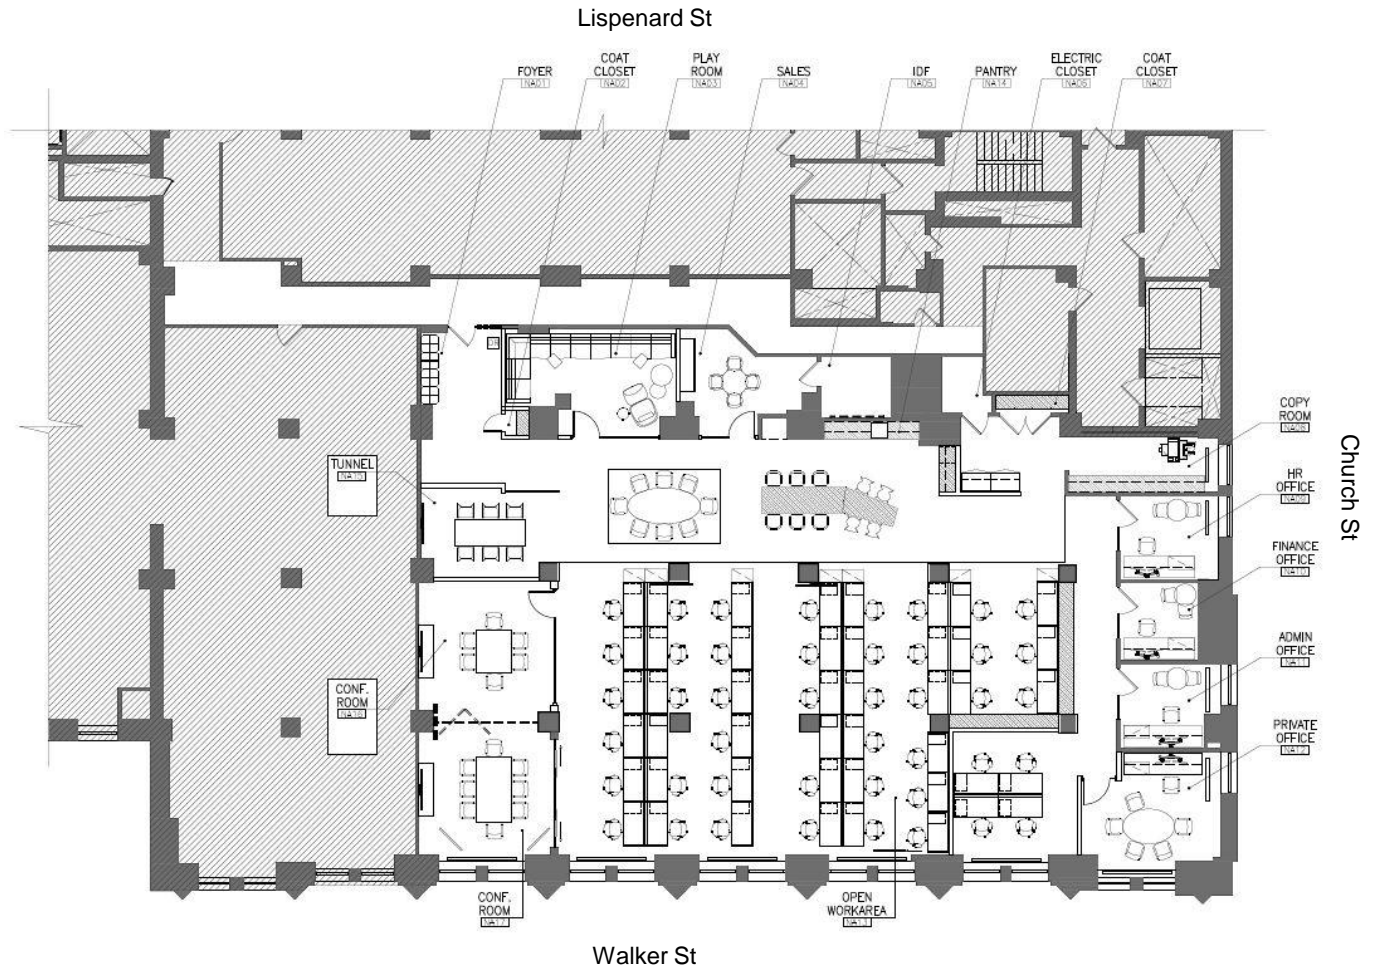 Lispenard St
FOYER
NA01
COAT
CLOSET
NA02
PLAY
ROOM
NA03
SALES
NA04
IDF
NA05
PANTRY
NA14
ELECTRIC
CLOSET
NA06
COAT
CLOSET
NA07
COPY
ROOM
NA08
HR
OFFICE
NA09
FINANCE
OFFICE
NA10
ADMIN
OFFICE
NA11
PRIVATE
OFFICE
NA12
Church St
TUNNEL
NA15
CONF.
ROOM
NA16
CONF.
ROOM
NA17
OPEN
WORKAREA
NA13
Walker St